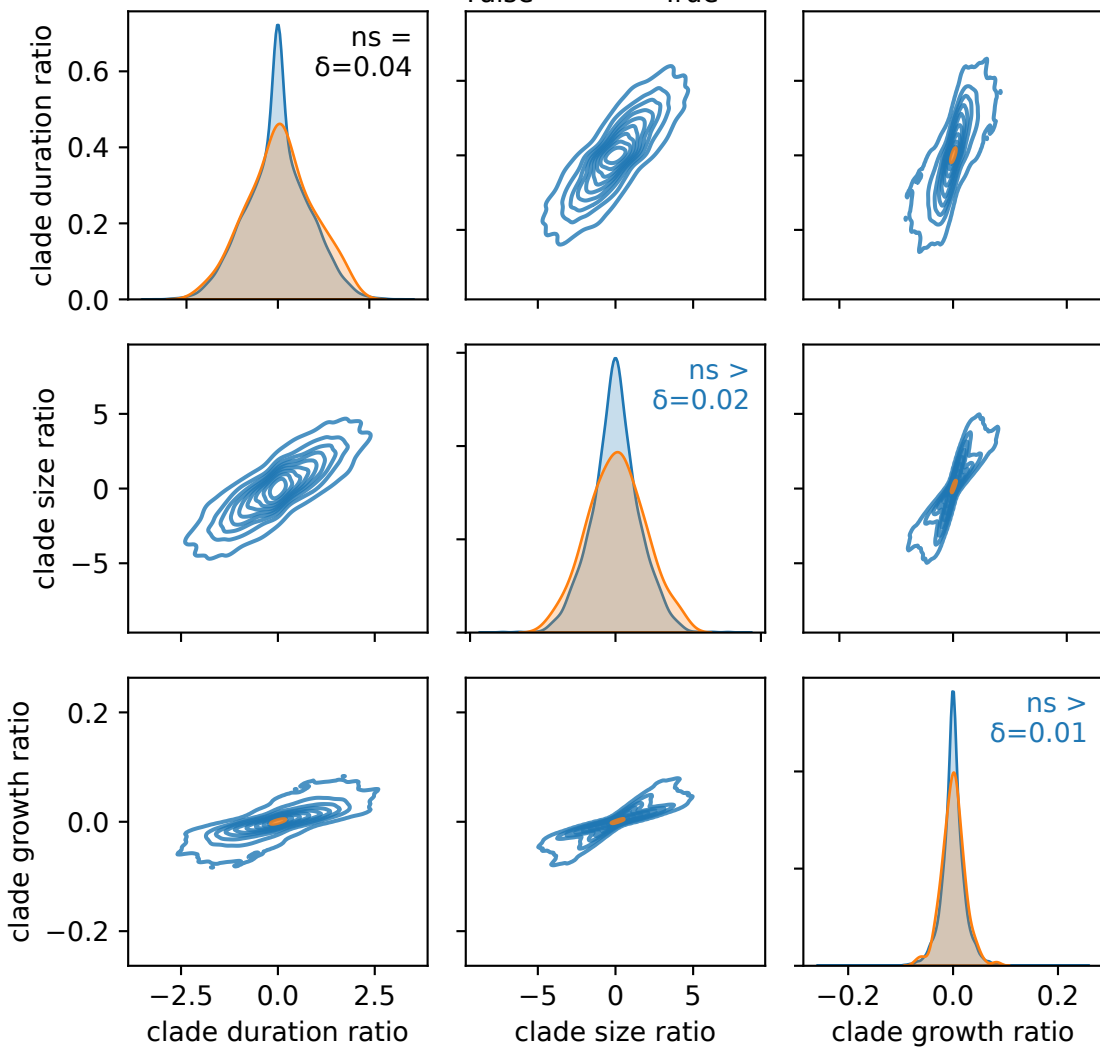 clade duration ratio
0.6
0.4
0.2
0.0
ns =
δ=0.04
clade size ratio
5
0
−5
ns >
δ=0.02
clade growth ratio
0.2
0.0
−0.2
ns >
δ=0.01
−2.5 0.0 2.5
−5 0 5
−0.2 0.0 0.2
clade duration ratio
clade size ratio
clade growth ratio